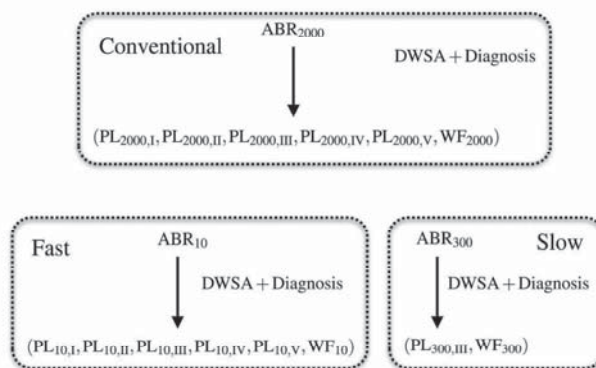 Conventional
ABR₂₀₀₀
DWSA + Diagnosis
(PL₂₀₀₀,I, PL₂₀₀₀,II, PL₂₀₀₀,III, PL₂₀₀₀,IV, PL₂₀₀₀,V, WF₂₀₀₀)
Fast
ABR₁₀
DWSA + Diagnosis
(PL₁₀,I, PL₁₀,II, PL₁₀,III, PL₁₀,IV, PL₁₀,V, WF₁₀)
ABR₃₀₀
Slow
DWSA + Diagnosis
(PL₃₀₀,III, WF₃₀₀)